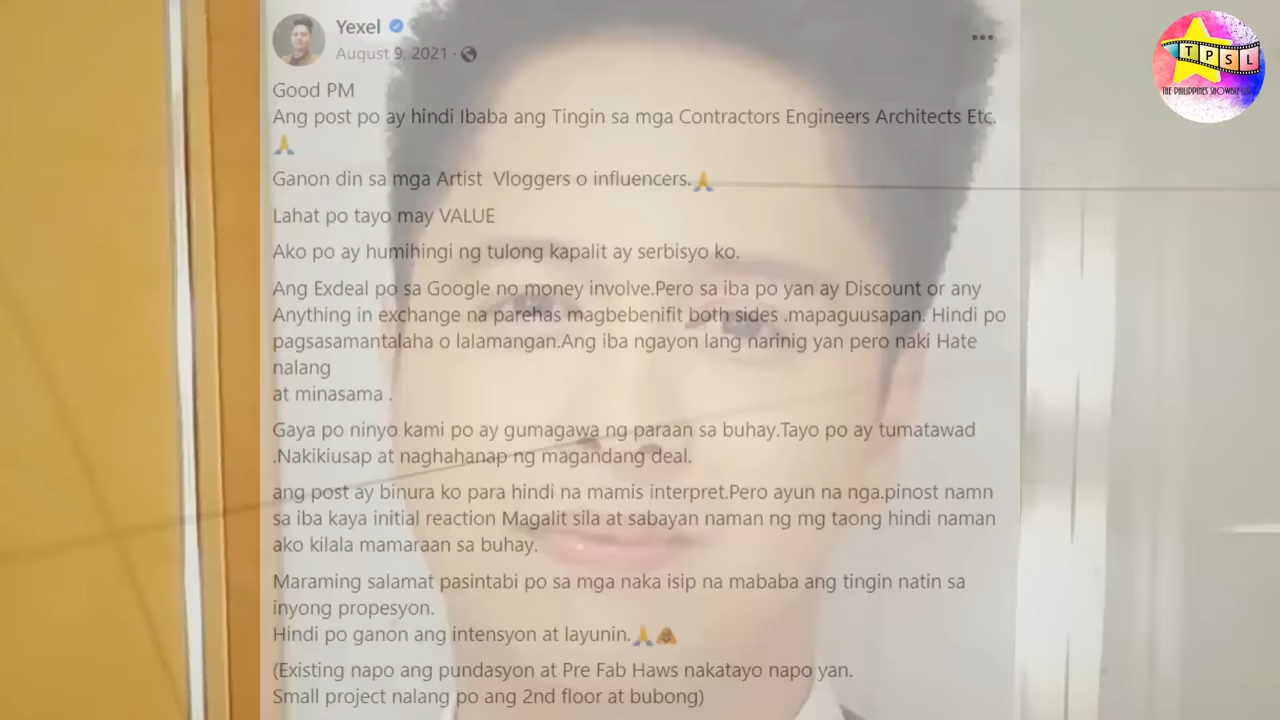 Yexel
August 9, 2021
Good PM
Ang post po ay hindi Ibaba ang Tingin sa mga Contractors Engineers Architects Etc.
🙏
Ganon din sa mga Artist Vloggers o influencers.🙏
Lahat po tayo may VALUE
Ako po ay humihingi ng tulong kapalit ay serbisyo ko.
Ang Exdeal po sa Google no money involve.Pero sa iba po yan ay Discount or any
Anything in exchange na parehas magbebenifit both sides .mapaguusapan. Hindi po
pagsasamantalaha o lalamangan.Ang iba ngayon lang narinig yan pero naki Hate
nalang
at minasama .
Gaya po ninyo kami po ay gumagawa ng paraan sa buhay.Tayo po ay tumatawad
.Nakikiusap at naghahanap ng magandang deal.
ang post ay binura ko para hindi na mamis interpret.Pero ayun na nga.pinost namn
sa iba kaya initial reaction Magalit sila at sabayan naman ng mg taong hindi naman
ako kilala mamaraan sa buhay.
Maraming salamat pasintabi po sa mga naka isip na mababa ang tingin natin sa
inyong propesyon.
Hindi po ganon ang intensyon at layunin.🙏🙈
(Existing napo ang pundasyon at Pre Fab Haws nakatayo napo yan.
Small project nalang po ang 2nd floor at bubong)
TPSL
THE PHILIPPINES SHOWBIZ